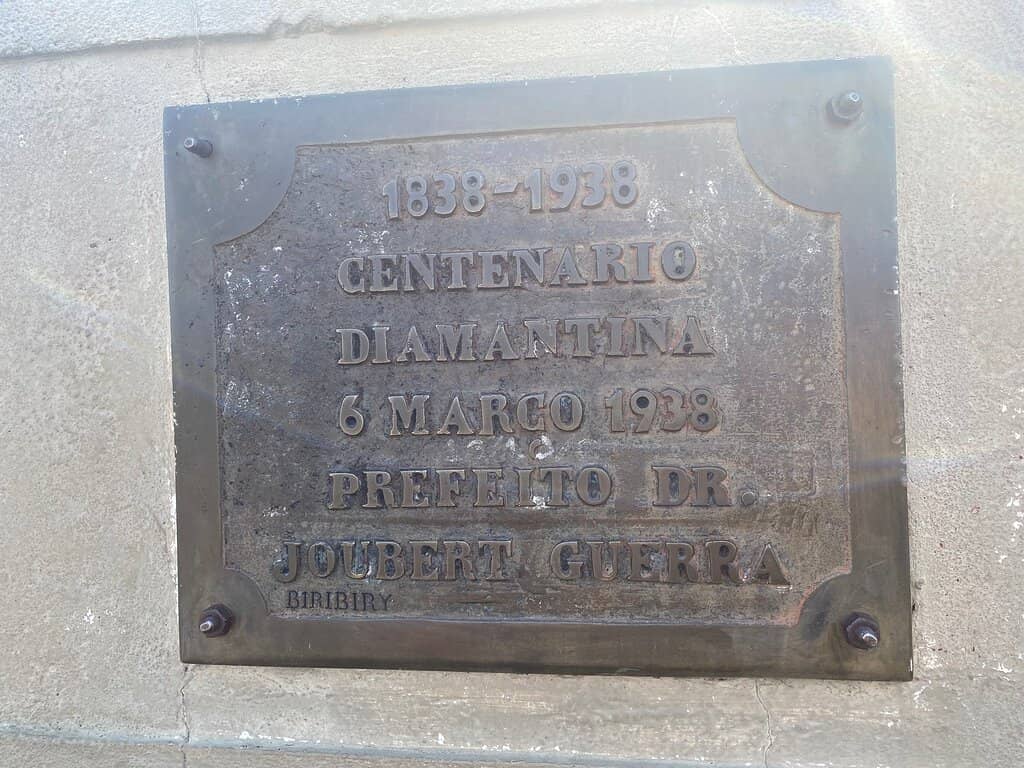 1838-1938
CENTENARIO
DIAMANTINA
6 MARÇO 1938
PREFEITO DR.
JOUBERT GUERRA
BIRIBIRY